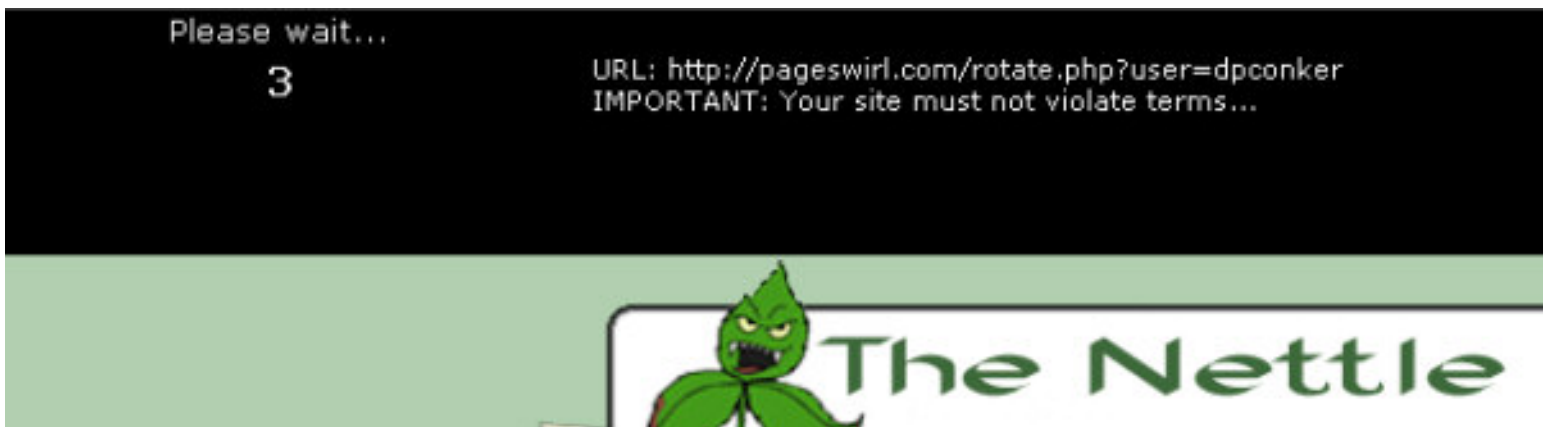 Please wait...
3
URL: http://pageswirl.com/rotate.php?user=dpconker
IMPORTANT: Your site must not violate terms...
The Nettle